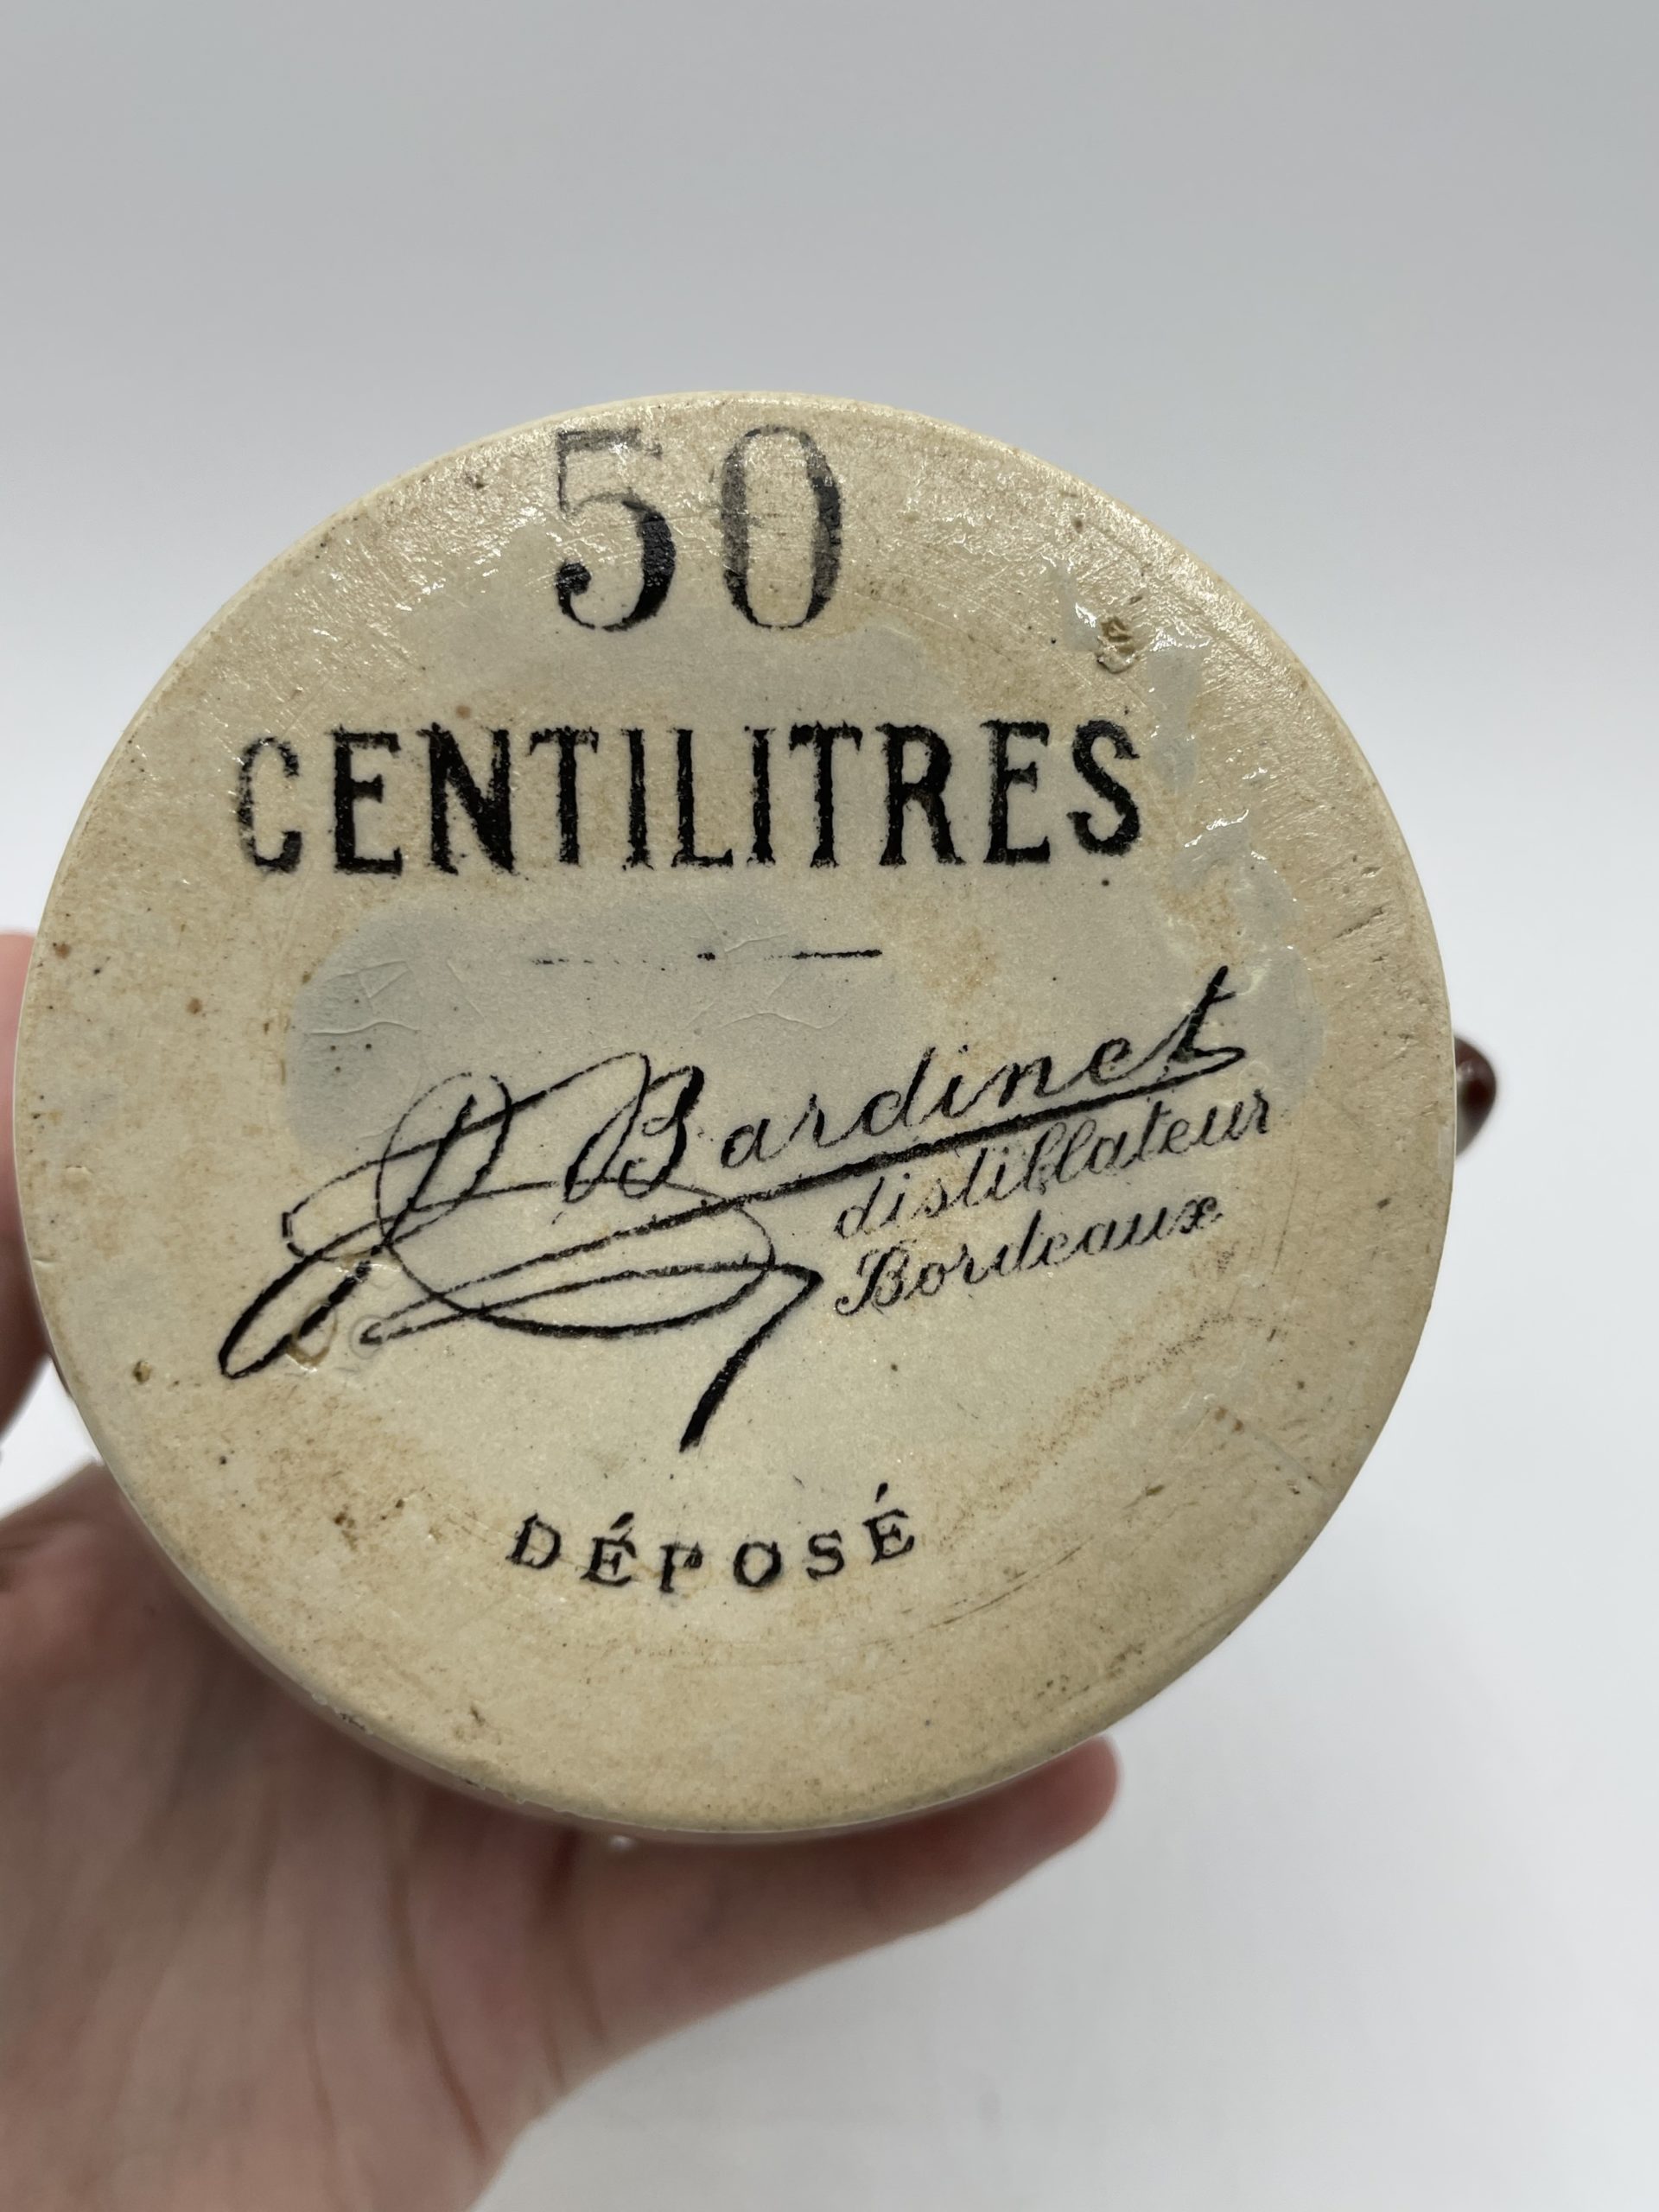 50
CENTILITRES
P Bardinet
distillateur
Bordeaux
DÉPOSÉ